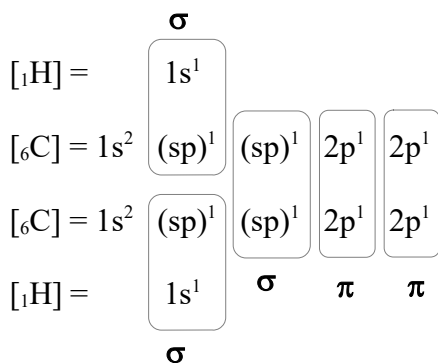 σ
[₁H] = 1s¹
[₆C] = 1s² (sp)¹ (sp)¹ 2p¹ 2p¹
[₆C] = 1s² (sp)¹ (sp)¹ 2p¹ 2p¹
[₁H] = 1s¹
σ π π
σ